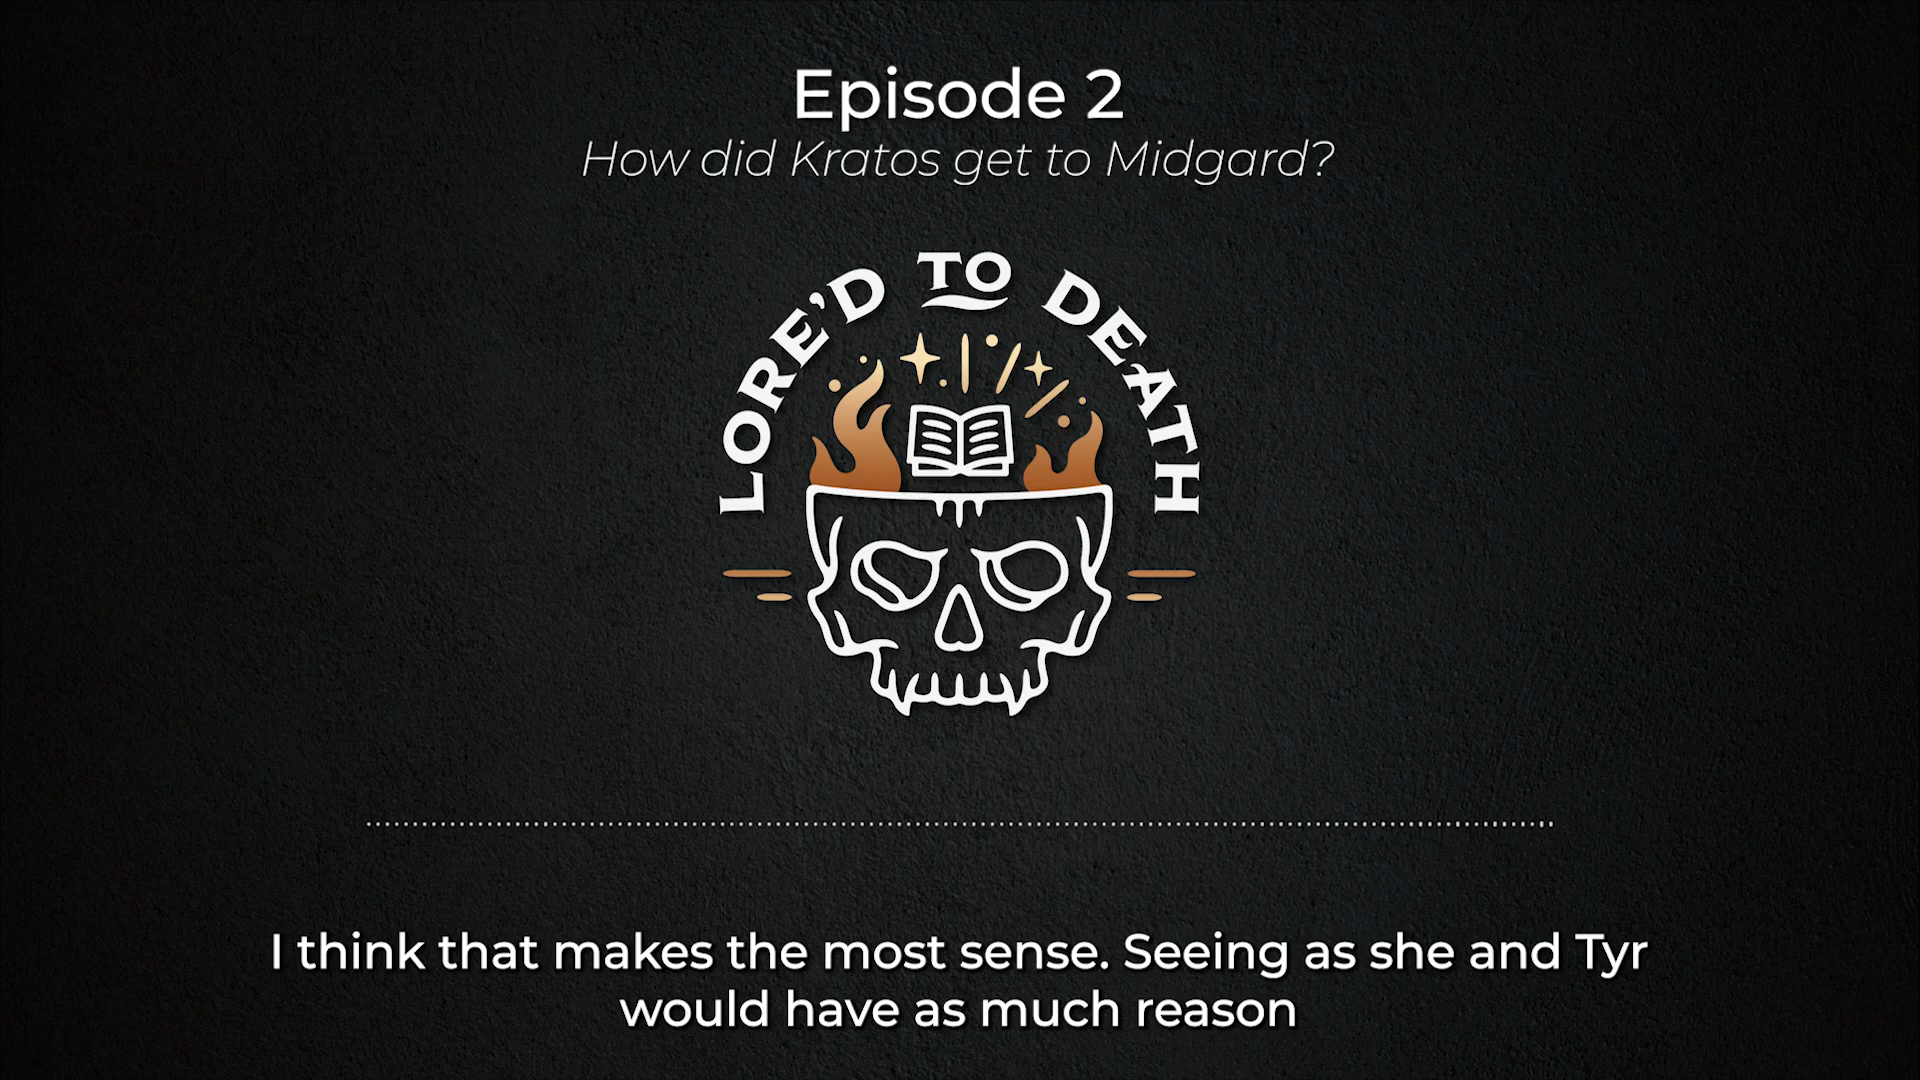 Episode 2
How did Kratos get to Midgard?
LORE'D TO DEATH
I think that makes the most sense. Seeing as she and Tyr
would have as much reason